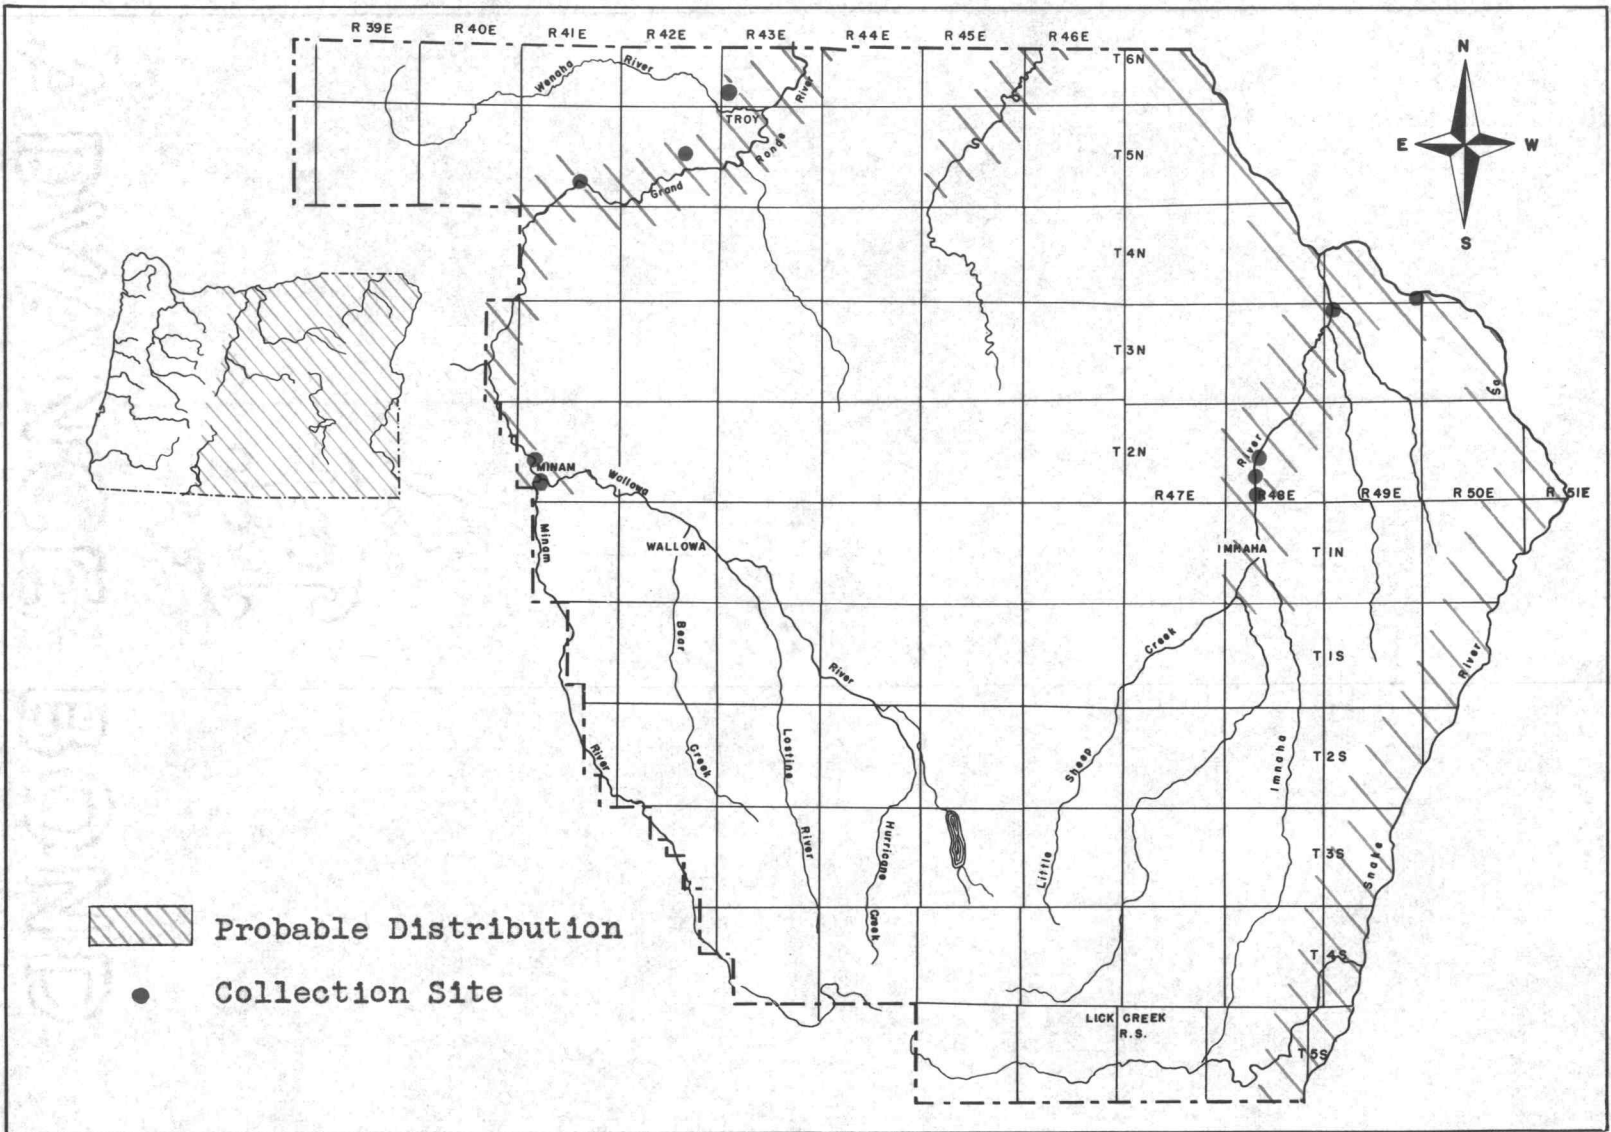 R 39E R 40E R 41E R 42E R 43E R 44E R 45E R 46E
N
E W
S
T 6N
Wenaha River
River
TROY
Ronde
Grand
T 5N
T 4N
T 3N
Sa
T 2N
River
MINAM
Wallowa
R 47E R 48E R 49E R 50E R 51E
Minam
WALLOWA
IMNAHA
T 1N
Bear
Creek
T 1S
River
River
River
Creek
Lostine
Sheep
Imnaha
T 2S
River
Hurricane
Little
T 3S
Snake
Creek
Probable Distribution
T 4S
Collection Site
LICK CREEK
R.S.
T 5S